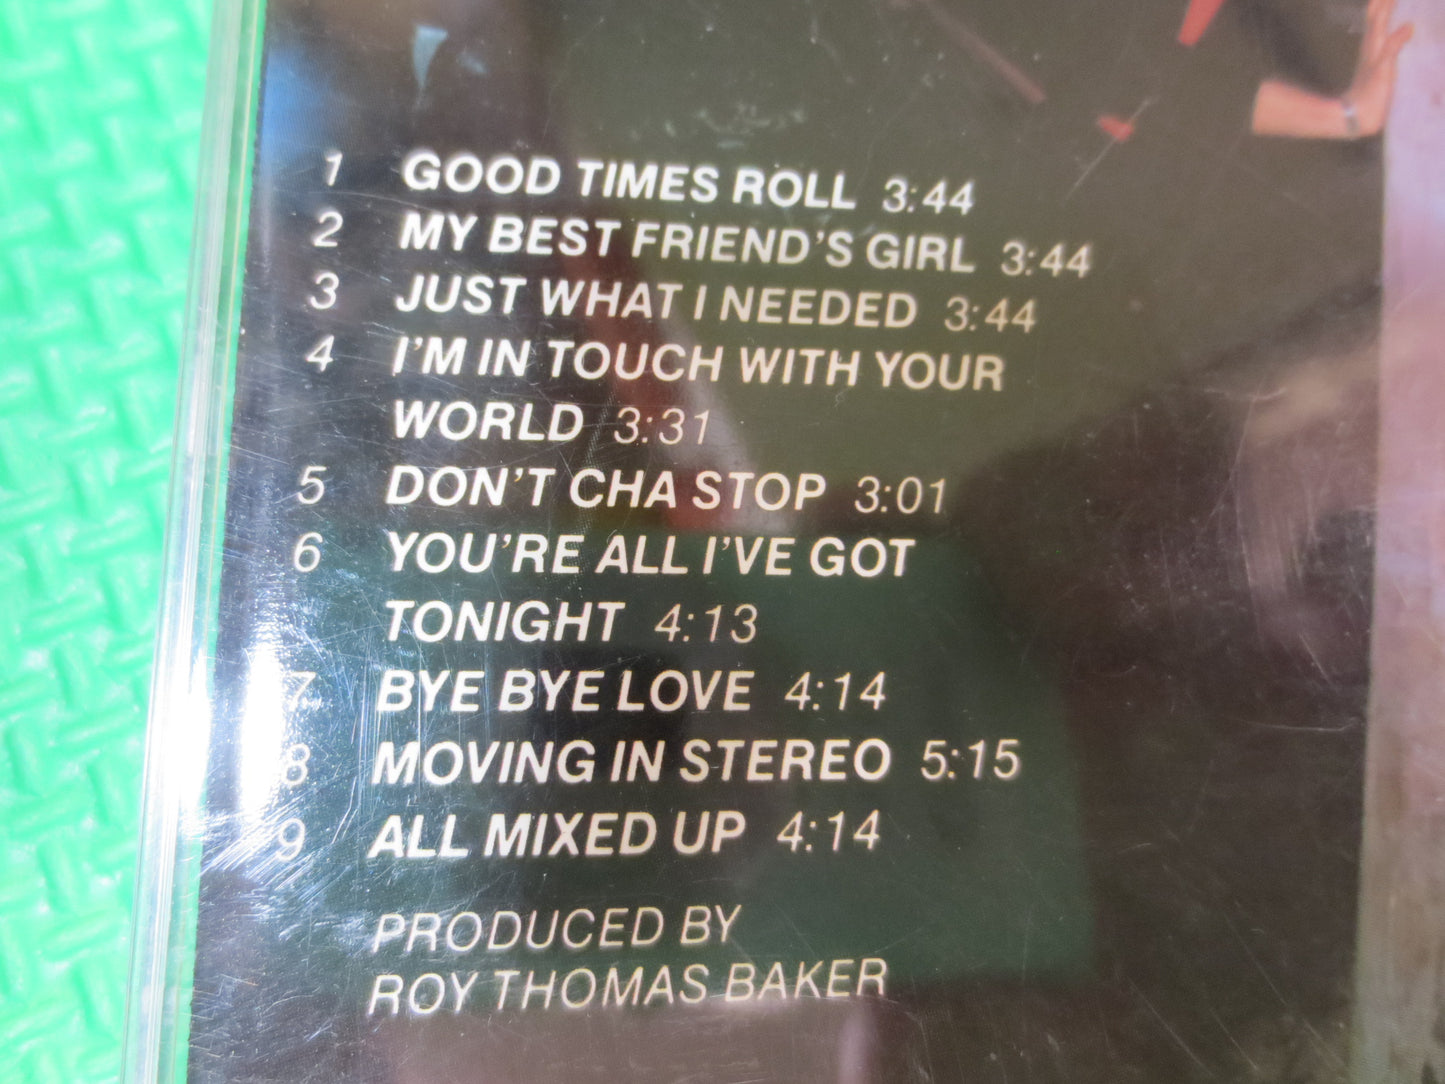 1 GOOD TIMES ROLL 3:44
2 MY BEST FRIEND'S GIRL 3:44
3 JUST WHAT I NEEDED 3:44
4 I'M IN TOUCH WITH YOUR
WORLD 3:31
5 DON'T CHA STOP 3:01
6 YOU'RE ALL I'VE GOT
TONIGHT 4:13
7 BYE BYE LOVE 4:14
8 MOVING IN STEREO 5:15
9 ALL MIXED UP 4:14
PRODUCED BY
ROY THOMAS BAKER